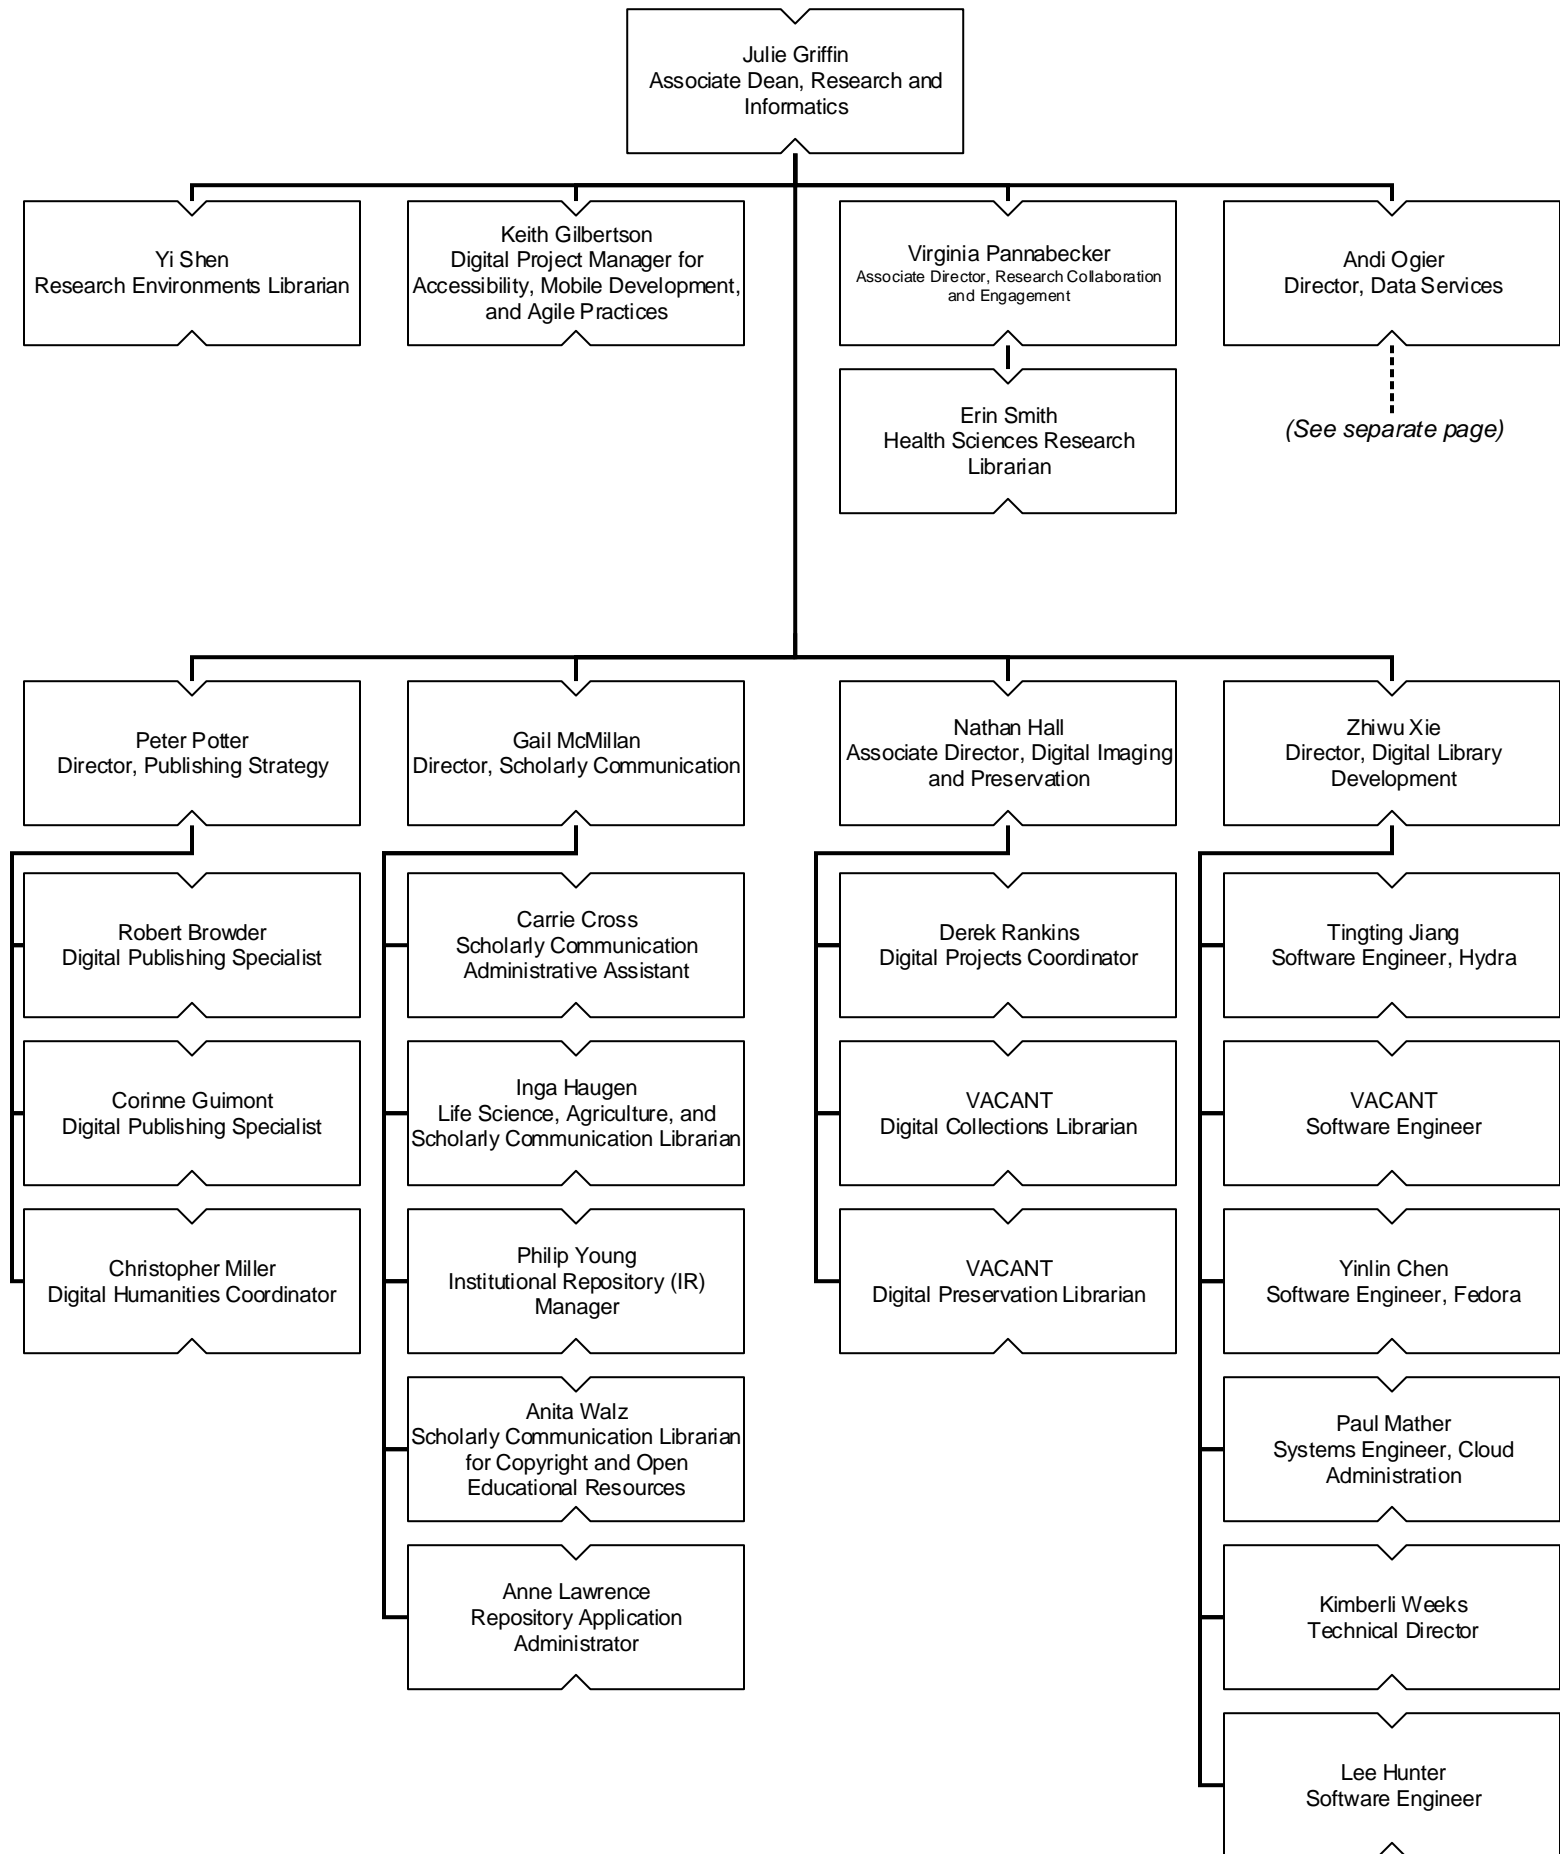 Julie Griffin
Associate Dean, Research and
Informatics
Yi Shen
Research Environments Librarian
Keith Gilbertson
Digital Project Manager for
Accessibility, Mobile Development,
and Agile Practices
Virginia Pannabecker
Associate Director, Research Collaboration
and Engagement
Andi Ogier
Director, Data Services
Erin Smith
Health Sciences Research
Librarian
(See separate page)
Peter Potter
Director, Publishing Strategy
Gail McMillan
Director, Scholarly Communication
Nathan Hall
Associate Director, Digital Imaging
and Preservation
Zhiwu Xie
Director, Digital Library
Development
Robert Browder
Digital Publishing Specialist
Carrie Cross
Scholarly Communication
Administrative Assistant
Derek Rankins
Digital Projects Coordinator
Tingting Jiang
Software Engineer, Hydra
Corinne Guimont
Digital Publishing Specialist
Inga Haugen
Life Science, Agriculture, and
Scholarly Communication Librarian
VACANT
Digital Collections Librarian
VACANT
Software Engineer
Christopher Miller
Digital Humanities Coordinator
Philip Young
Institutional Repository (IR)
Manager
VACANT
Digital Preservation Librarian
Yinlin Chen
Software Engineer, Fedora
Anita Walz
Scholarly Communication Librarian
for Copyright and Open
Educational Resources
Paul Mather
Systems Engineer, Cloud
Administration
Anne Lawrence
Repository Application
Administrator
Kimberli Weeks
Technical Director
Lee Hunter
Software Engineer